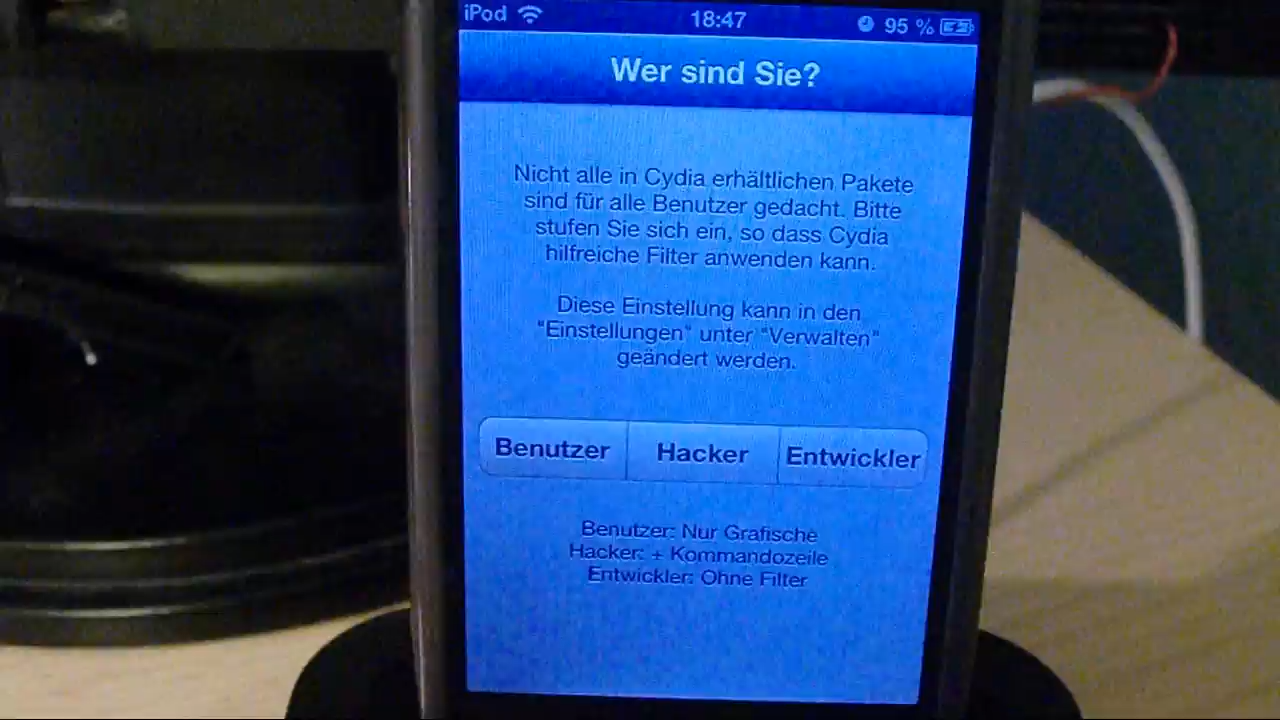 iPod 18:47 95 %
Wer sind Sie?
Nicht alle in Cydia erhältlichen Pakete
sind für alle Benutzer gedacht. Bitte
stufen Sie sich ein, so dass Cydia
hilfreiche Filter anwenden kann.
Diese Einstellung kann in den
"Einstellungen" unter "Verwalten"
geändert werden.
Benutzer Hacker Entwickler
Benutzer: Nur Grafische
Hacker: + Kommandozeile
Entwickler: Ohne Filter